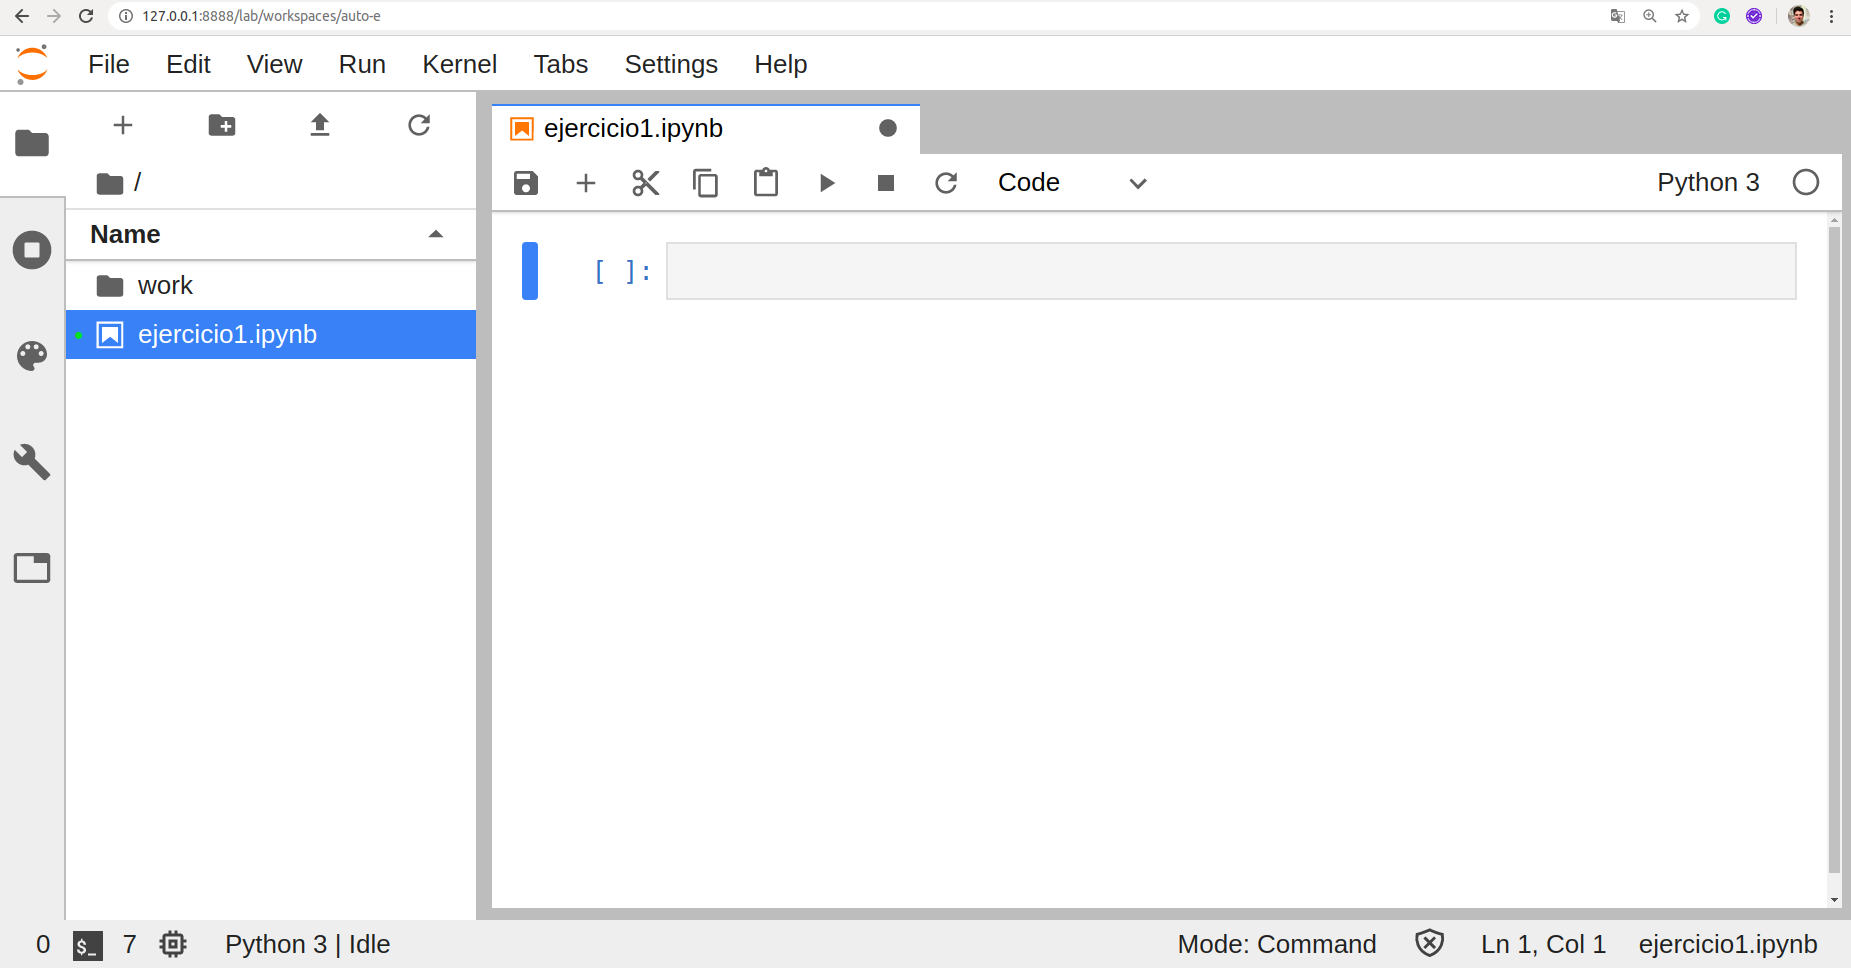 127.0.0.1:8888/lab/workspaces/auto-e
File Edit View Run Kernel Tabs Settings Help
ejercicio1.ipynb
/
Code
Python 3
Name
work
ejercicio1.ipynb
[ ]:
0 $_ 7 Python 3 | Idle
Mode: Command
Ln 1, Col 1
ejercicio1.ipynb